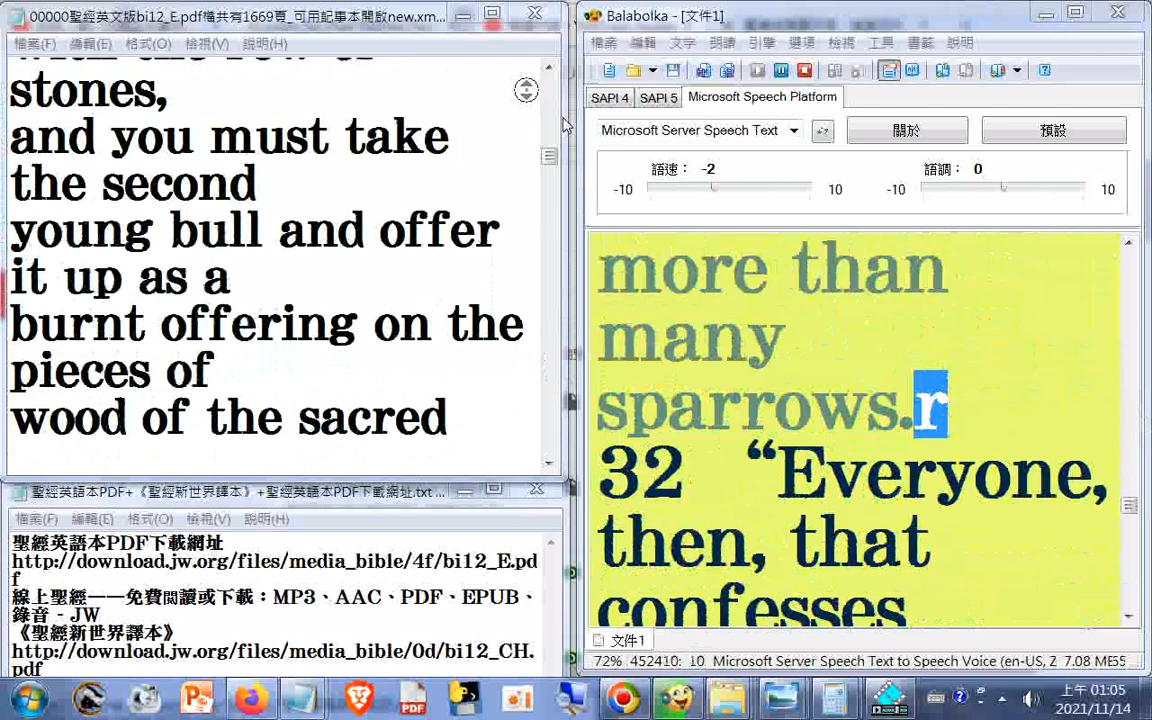 00000聖經英文版bi12_E.pdf檔共有1669頁_可用記事本開啟new.xm...
檔案(F) 編輯(E) 格式(O) 檢視(V) 說明(H)
stones,
and you must take
the second
young bull and offer
it up as a
burnt offering on the
pieces of
wood of the sacred
聖經英語本PDF+《聖經新世界譯本》+聖經英語本PDF下載網址.txt ...
檔案(F) 編輯(E) 格式(O) 檢視(V) 說明(H)
聖經英語本PDF下載網址
http://download.jw.org/files/media_bible/4f/bi12_E.pd
f
線上聖經——免費閱讀或下載：MP3、AAC、PDF、EPUB、
錄音 - JW
《聖經新世界譯本》
http://download.jw.org/files/media_bible/0d/bi12_CH.
pdf
Balabolka - [文件1]
檔案 編輯 文字 朗讀 引擎 選項 檢視 工具 書籤 說明
SAPI 4 SAPI 5 Microsoft Speech Platform
Microsoft Server Speech Text 關於 預設
語速： -2 語調： 0
-10 10 -10 10
more than
many
sparrows.r
32 “Everyone,
then, that
confesses
文件1
72% 452410: 10 Microsoft Server Speech Text to Speech Voice (en-US, 2 7.08 ME55
上午 01:05
2021/11/14